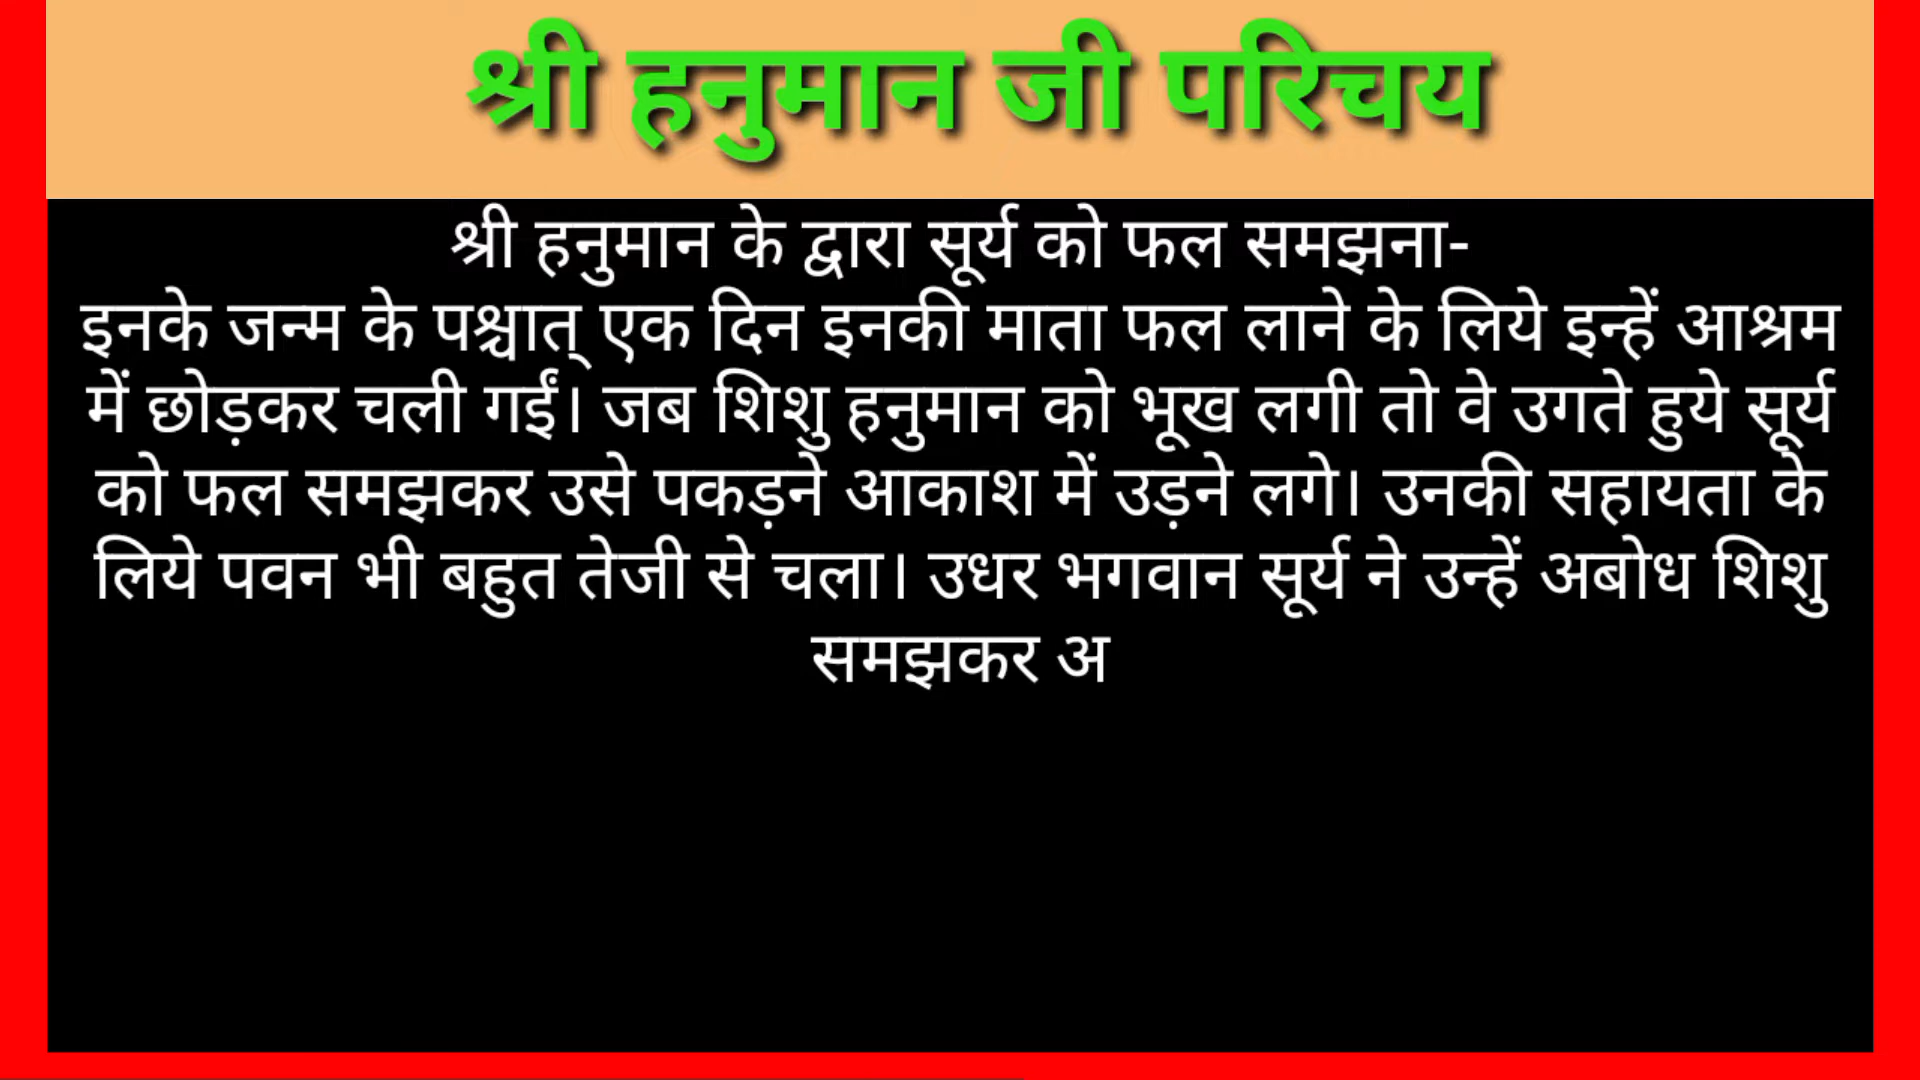 श्री हनुमान जी परिचय
श्री हनुमान के द्वारा सूर्य को फल समझना-
इनके जन्म के पश्चात् एक दिन इनकी माता फल लाने के लिये इन्हें आश्रम
में छोड़कर चली गईं। जब शिशु हनुमान को भूख लगी तो वे उगते हुये सूर्य
को फल समझकर उसे पकड़ने आकाश में उड़ने लगे। उनकी सहायता के
लिये पवन भी बहुत तेजी से चला। उधर भगवान सूर्य ने उन्हें अबोध शिशु
समझकर अ